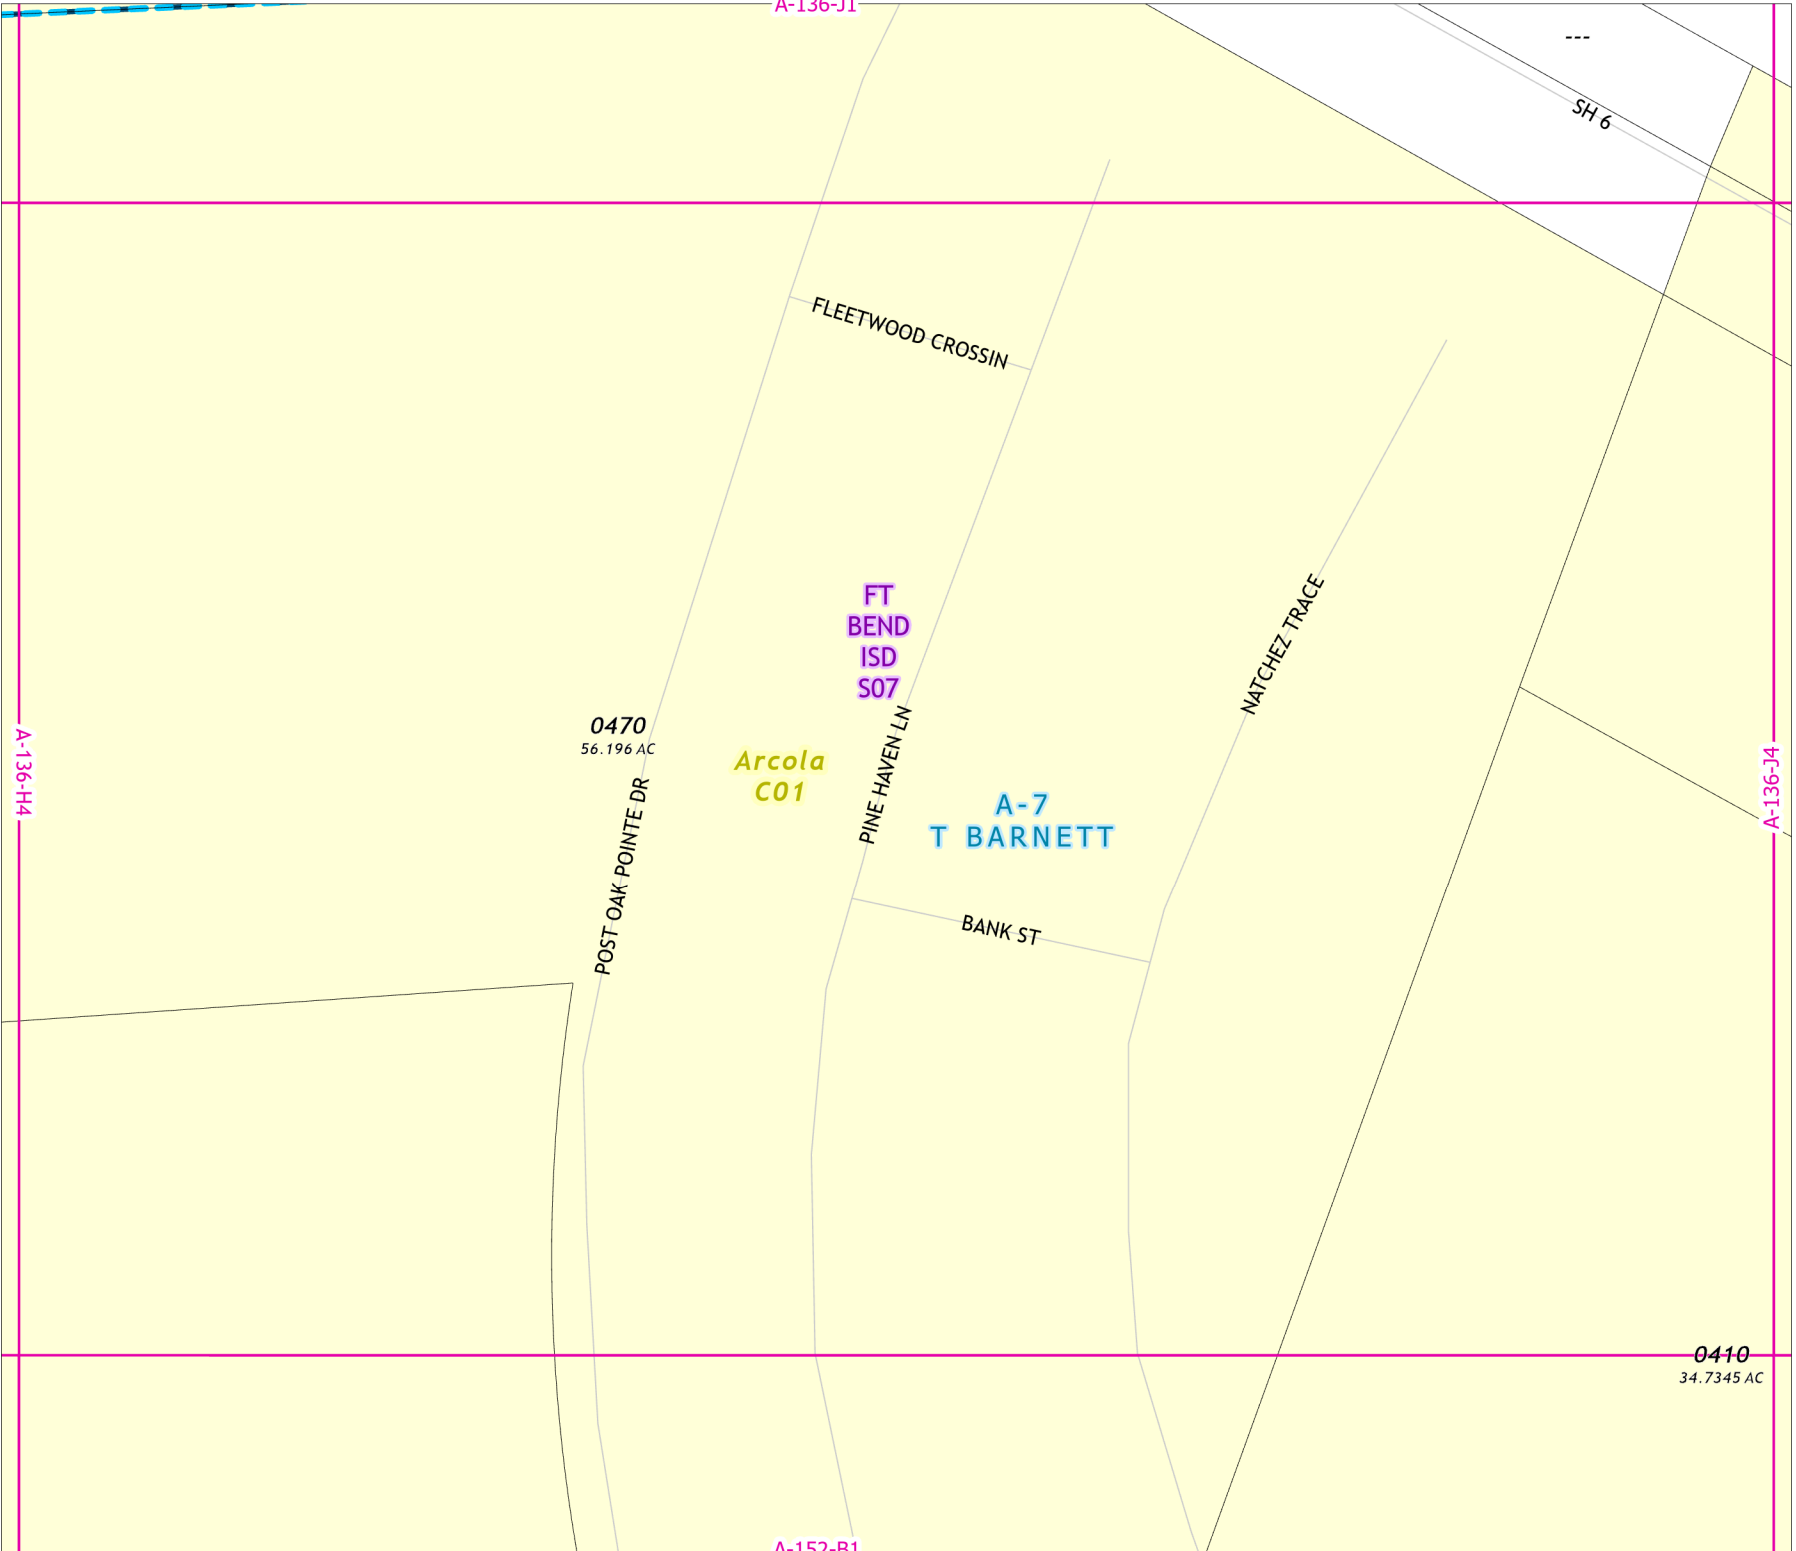 A-136-J1
---
SH 6
FLEETWOOD CROSSIN
NATCHEZ TRACE
FT
BEND
ISD
S07
0470
56.196 AC
Arcola
C01
PINE HAVEN LN
A-136-H4
A-136-J4
A-7
T BARNETT
POST OAK POINTE DR
BANK ST
0410
34.7345 AC
A-152-B1